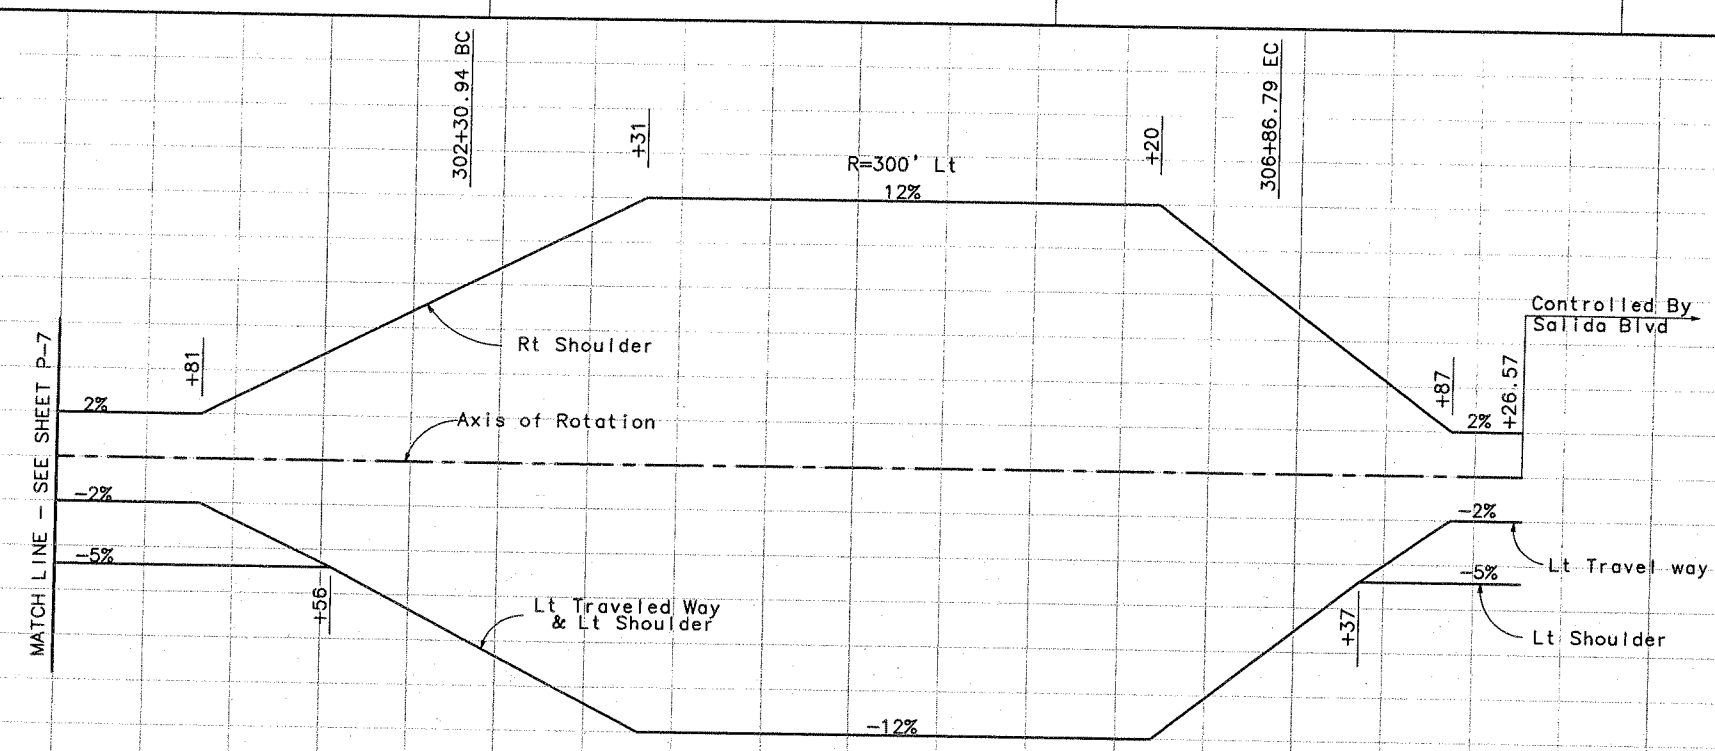 302+30.94 BC
+31
+20
306+86.79 EC
R=300' Lt
12%
Controlled By
Salida Blvd
Rt Shoulder
+81
+87
+26.57
2%
2%
Axis of Rotation
MATCH LINE - SEE SHEET P-7
-2%
-2%
-5%
-5%
Lt Travel way
+56
Lt Traveled Way
& Lt Shoulder
+37
Lt Shoulder
-12%